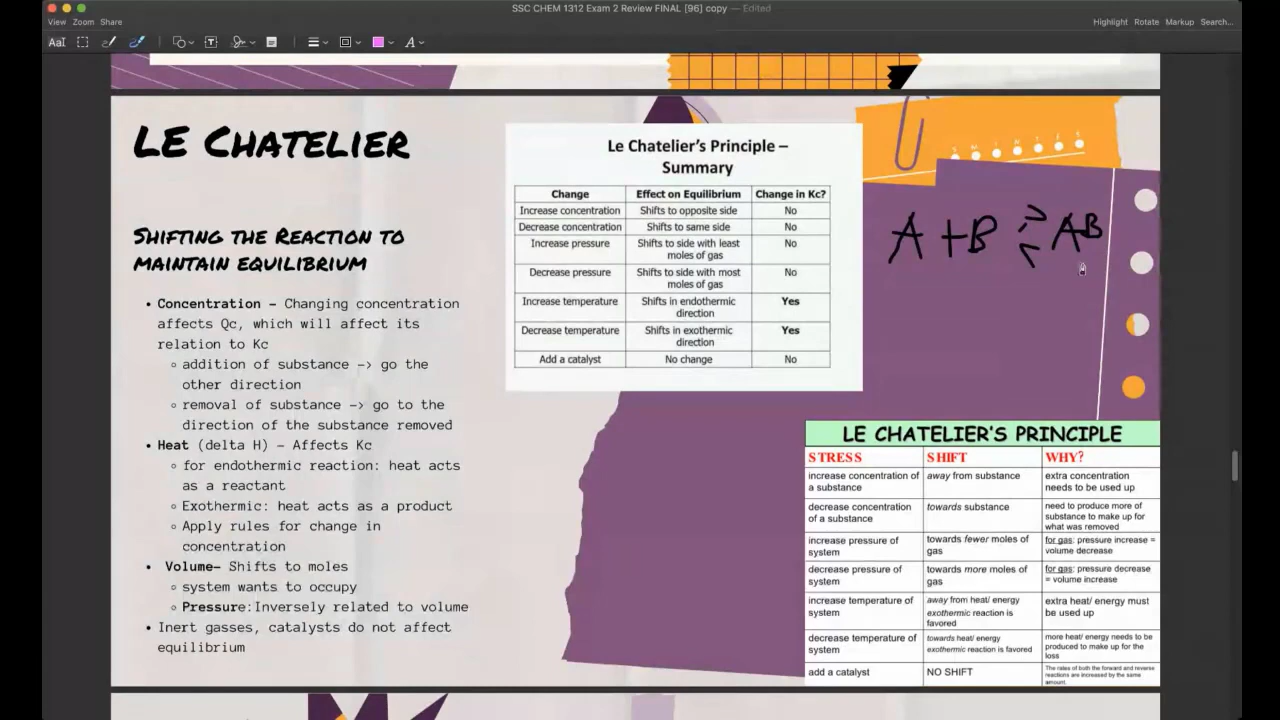 SSC CHEM 1312 Exam 2 Review FINAL [96] copy — Edited
View Zoom Share
Highlight Rotate Markup Search...
AaI
A
LE CHATELIER
SHIFTING THE REACTION TO
MAINTAIN EQUILIBRIUM
• Concentration – Changing concentration
affects Qc, which will affect its
relation to Kc
◦ addition of substance –> go the
other direction
◦ removal of substance –> go to the
direction of the substance removed
• Heat (delta H) – Affects Kc
◦ for endothermic reaction: heat acts
as a reactant
◦ Exothermic: heat acts as a product
◦ Apply rules for change in
concentration
• Volume– Shifts to moles
◦ system wants to occupy
◦ Pressure:Inversely related to volume
• Inert gasses, catalysts do not affect
equilibrium
Le Chatelier's Principle –
Summary
Change Effect on Equilibrium Change in Kc?
Increase concentration Shifts to opposite side No
Decrease concentration Shifts to same side No
Increase pressure Shifts to side with least No
moles of gas
Decrease pressure Shifts to side with most No
moles of gas
Increase temperature Shifts in endothermic Yes
direction
Decrease temperature Shifts in exothermic Yes
direction
Add a catalyst No change No
A + B ⇄ AB
LE CHATELIER'S PRINCIPLE
STRESS SHIFT WHY?
increase concentration of away from substance extra concentration
a substance needs to be used up
decrease concentration towards substance need to produce more of
of a substance substance to make up for
what was removed
increase pressure of towards fewer moles of for gas: pressure increase =
system gas volume decrease
decrease pressure of towards more moles of for gas: pressure decrease
system gas = volume increase
increase temperature of away from heat/ energy extra heat/ energy must
system exothermic reaction is be used up
favored
decrease temperature of towards heat/ energy more heat/ energy needs to be
system exothermic reaction is favored produced to make up for the
loss
add a catalyst NO SHIFT The rates of both the forward and reverse
reactions are increased by the same
amount.